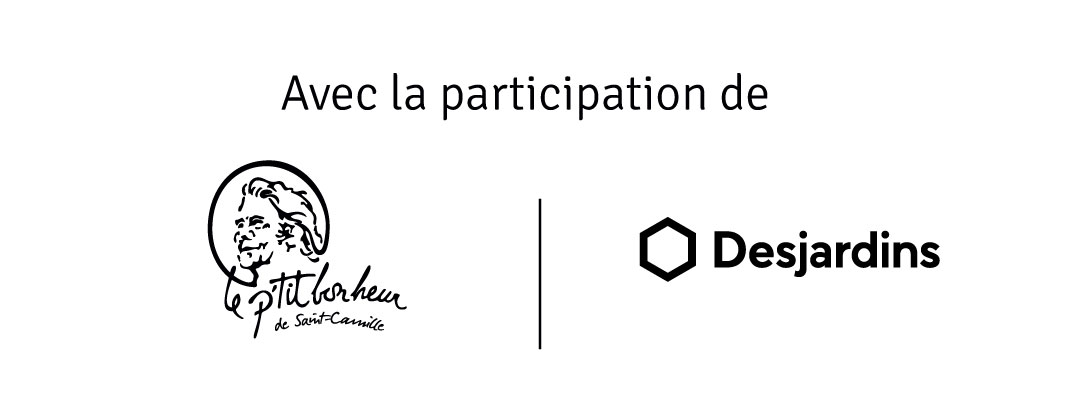 Avec la participation de
le p'tit bonheur
de Saint-Camille
Desjardins